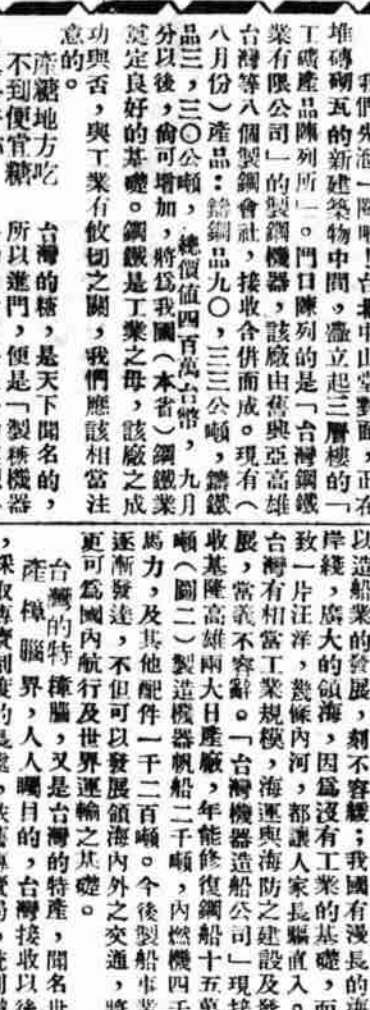 我們先溜一隅吧！台北中山堂對面，正在
堆磚砌瓦的新建築物中間，矗立起三層樓的「
工礦產品陳列所」。門口陳列的是「台灣鋼鐵
業有限公司」的製鋼機器，該廠由舊興亞高雄
台灣等八個製鋼會社，接收合併而成。現有（
八月份）產品：鑄鋼品九〇，三三公噸，鑄鐵
品三，三〇公噸，總價值四百萬台幣，九月
分以後，尙可增加，將爲我國（本省）鋼鐵業
奠定良好的基礎。鋼鐵是工業之母，該廠之成
功與否，與工業有攸切之關，我們應該相當注
意的。
產糖地方吃
不到便宜糖
台灣的糖，是天下聞名的，
所以進門，便是「製糖機器
以造船業的發展，刻不容緩；我國有漫長的海
岸綫，廣大的領海，因爲沒有工業的基礎，而
致一片汪洋，幾條內河，都讓人家長驅直入。
台灣有相當工業規模，海運與海防之建設及發
展，當義不容辭。「台灣機器造船公司」現接
收基隆高雄兩大日產廠，年能修復鋼船十五萬
噸（圖二）製造機器帆船二千噸，內燃機四千
馬力，及其他配件一千二百噸。今後製船事業
逐漸發達，不但可以發展領海內外之交通，將
更可爲國內航行及世界運輸之基礎。
台灣的特
產樟腦
樟腦，又是台灣的特產，聞名世
界，人人矚目的，台灣接收以後
，採取專賣制度的長處，